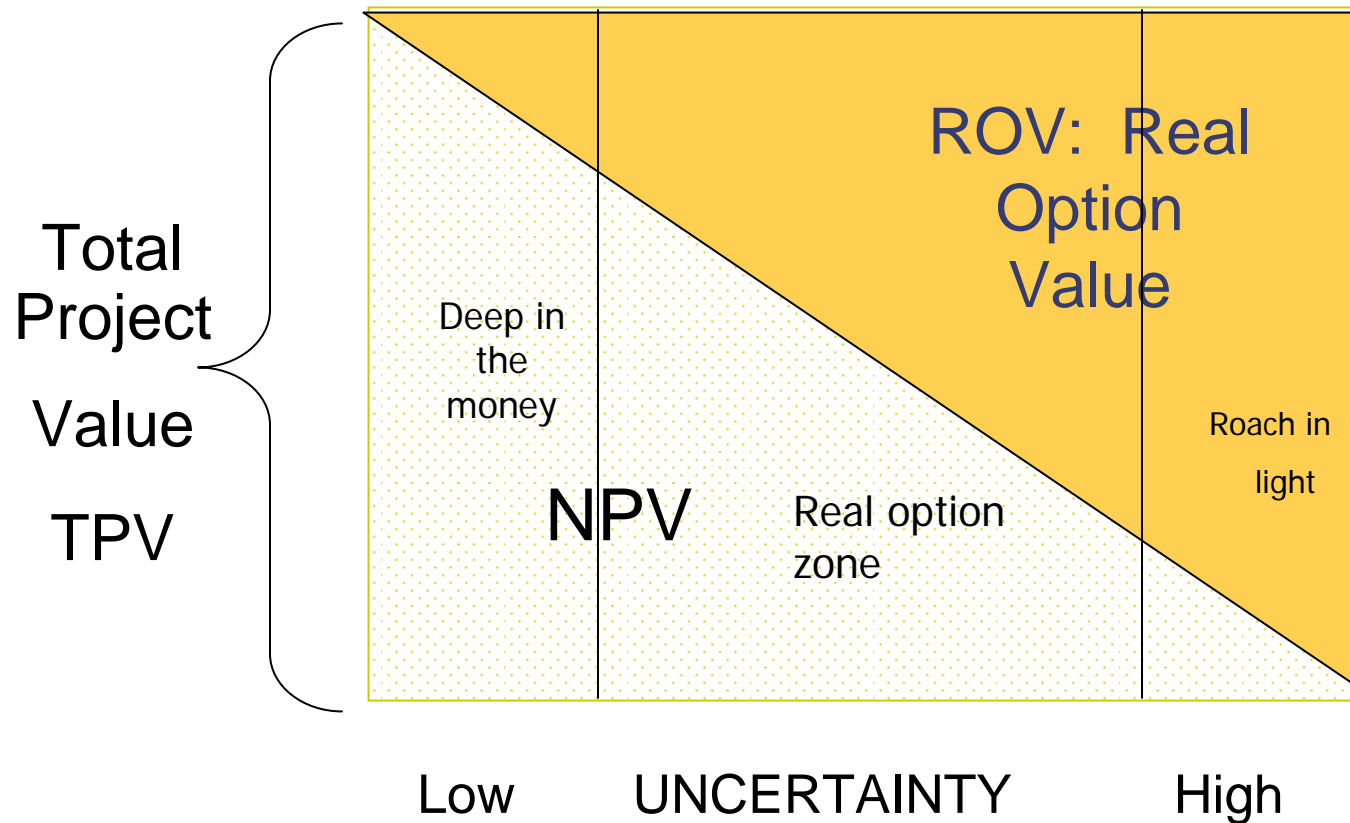 Total
Project
Value
TPV
ROV: Real
Option
Value
Deep in
the
money
Roach in
light
NPV
Real option
zone
Low UNCERTAINTY High